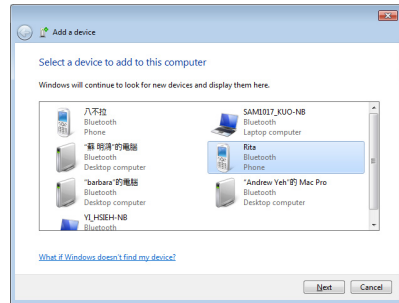 Add a device
Select a device to add to this computer
Windows will continue to look for new devices and display them here.
八不拉
Bluetooth
Phone
SAM1017_KUO-NB
Bluetooth
Laptop computer
"蘇 明鴻"的電腦
Bluetooth
Desktop computer
Rita
Bluetooth
Phone
"barbara"的電腦
Bluetooth
Desktop computer
"Andrew Yeh"的 Mac Pro
Bluetooth
Desktop computer
YI_HSIEH-NB
Bluetooth
What if Windows doesn't find my device?
Next
Cancel